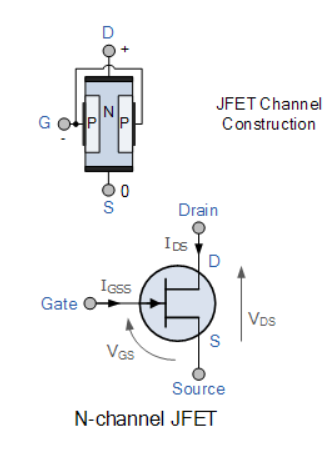 D
+
N
G
P
P
-
JFET Channel
Construction
0
S
Drain
IDS
D
IGSS
Gate
VDS
VGS
S
Source
N-channel JFET